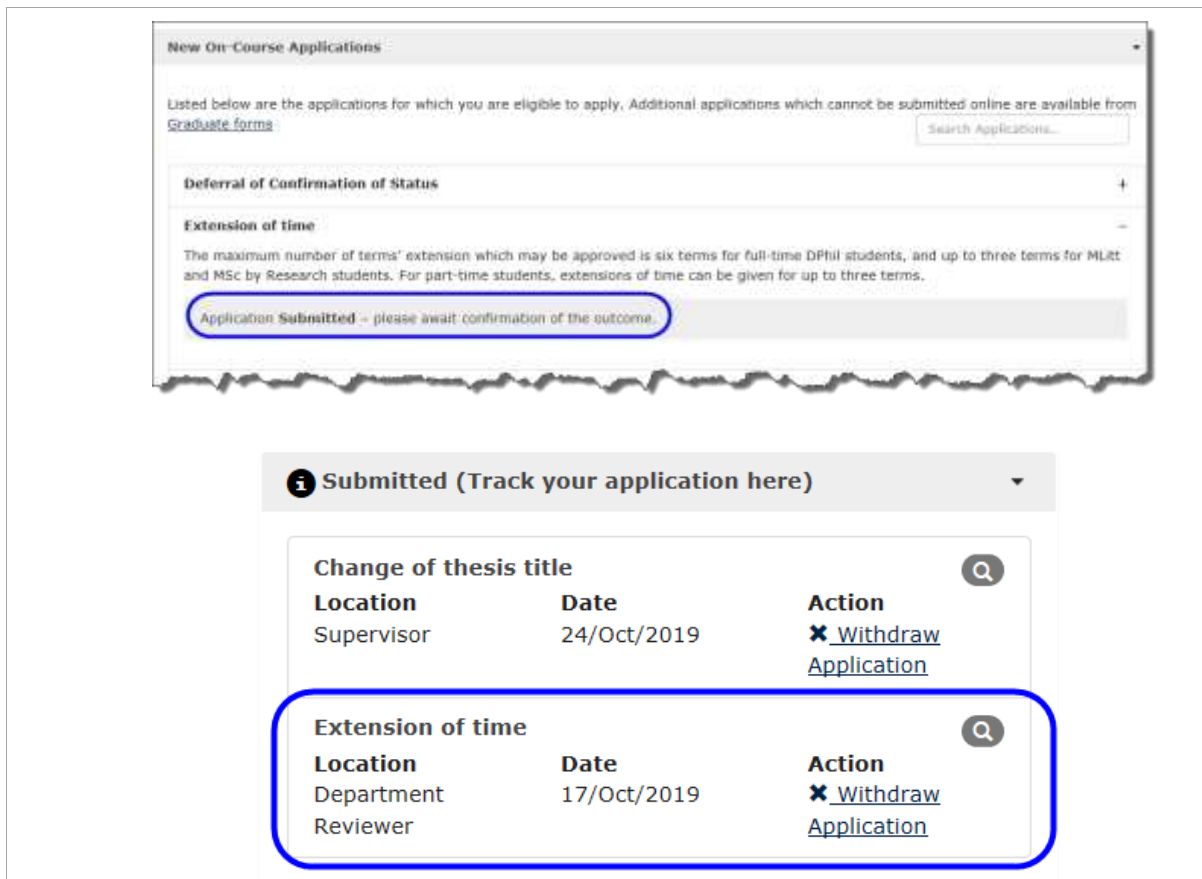 New On-Course Applications
Listed below are the applications for which you are eligible to apply. Additional applications which cannot be submitted online are available from
Graduate forms
Search Applications...
Deferral of Confirmation of Status +
Extension of time –
The maximum number of terms' extension which may be approved is six terms for full-time DPhil students, and up to three terms for MLitt
and MSc by Research students. For part-time students, extensions of time can be given for up to three terms.
Application Submitted – please await confirmation of the outcome.
Submitted (Track your application here)
Change of thesis title
Location Date Action
Supervisor 24/Oct/2019 ✖ Withdraw
Application
Extension of time
Location Date Action
Department 17/Oct/2019 ✖ Withdraw
Reviewer Application